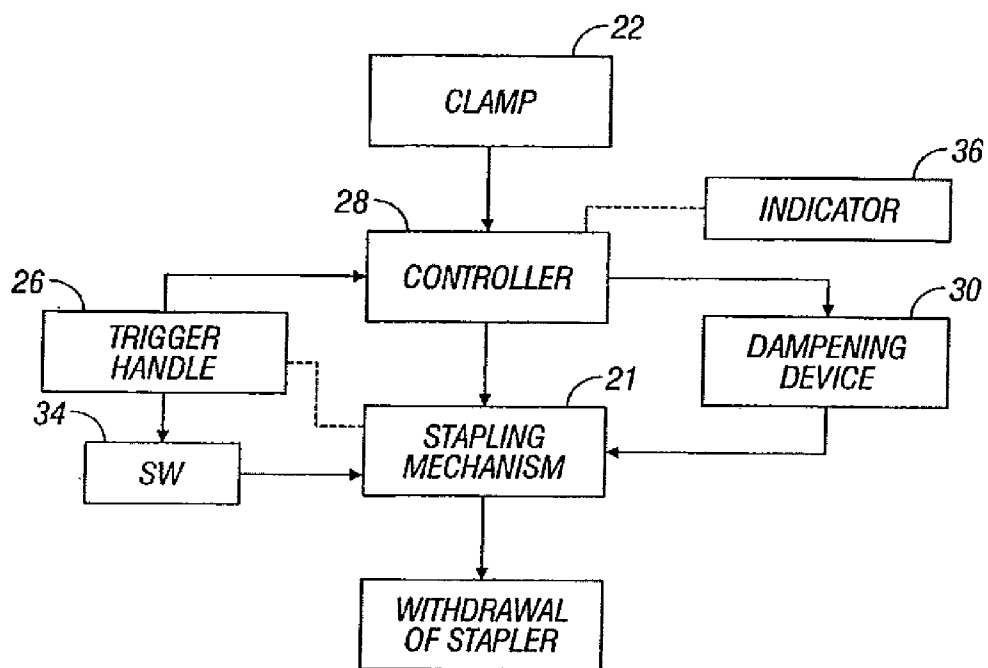 22
CLAMP
36
INDICATOR
28
CONTROLLER
26
TRIGGER
HANDLE
30
DAMPENING
DEVICE
21
STAPLING
MECHANISM
34
SW
WITHDRAWAL
OF STAPLER